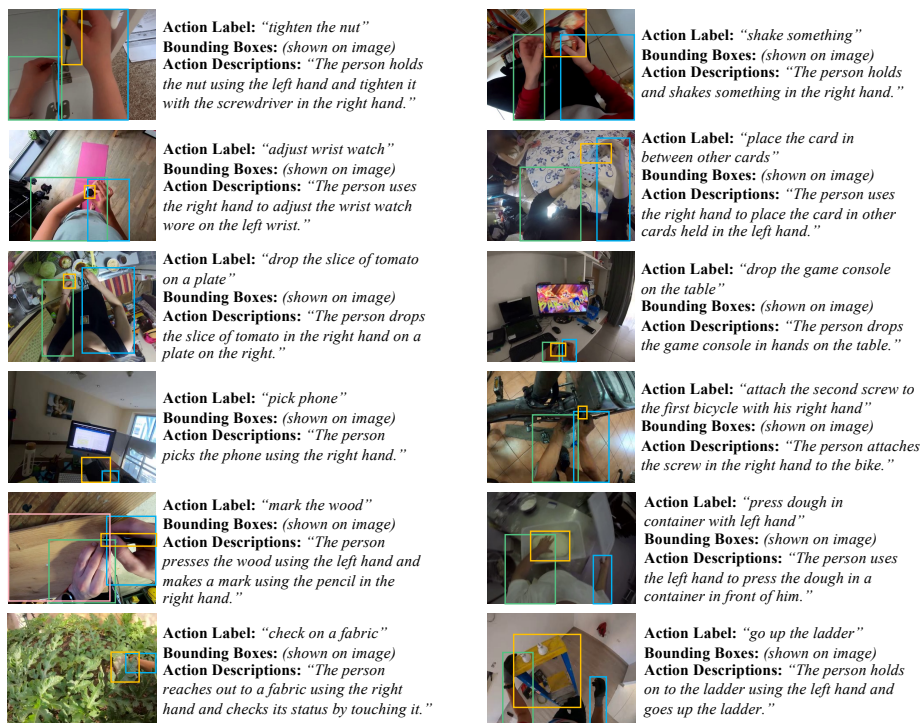 Action Label: “tighten the nut”
Bounding Boxes: (shown on image)
Action Descriptions: “The person holds
the nut using the left hand and tighten it
with the screwdriver in the right hand.”
Action Label: “adjust wrist watch”
Bounding Boxes: (shown on image)
Action Descriptions: “The person uses
the right hand to adjust the wrist watch
wore on the left wrist.”
Action Label: “drop the slice of tomato
on a plate”
Bounding Boxes: (shown on image)
Action Descriptions: “The person drops
the slice of tomato in the right hand on a
plate on the right.”
Action Label: “pick phone”
Bounding Boxes: (shown on image)
Action Descriptions: “The person
picks the phone using the right hand.”
Action Label: “mark the wood”
Bounding Boxes: (shown on image)
Action Descriptions: “The person
presses the wood using the left hand and
makes a mark using the pencil in the
right hand.”
Action Label: “check on a fabric”
Bounding Boxes: (shown on image)
Action Descriptions: “The person
reaches out to a fabric using the right
hand and checks its status by touching it.”
Action Label: “shake something”
Bounding Boxes: (shown on image)
Action Descriptions: “The person holds
and shakes something in the right hand.”
Action Label: “place the card in
between other cards”
Bounding Boxes: (shown on image)
Action Descriptions: “The person uses
the right hand to place the card in other
cards held in the left hand.”
Action Label: “drop the game console
on the table”
Bounding Boxes: (shown on image)
Action Descriptions: “The person drops
the game console in hands on the table.”
Action Label: “attach the second screw to
the first bicycle with his right hand”
Bounding Boxes: (shown on image)
Action Descriptions: “The person attaches
the screw in the right hand to the bike.”
Action Label: “press dough in
container with left hand”
Bounding Boxes: (shown on image)
Action Descriptions: “The person uses
the left hand to press the dough in a
container in front of him.”
Action Label: “go up the ladder”
Bounding Boxes: (shown on image)
Action Descriptions: “The person holds
on to the ladder using the left hand and
goes up the ladder.”